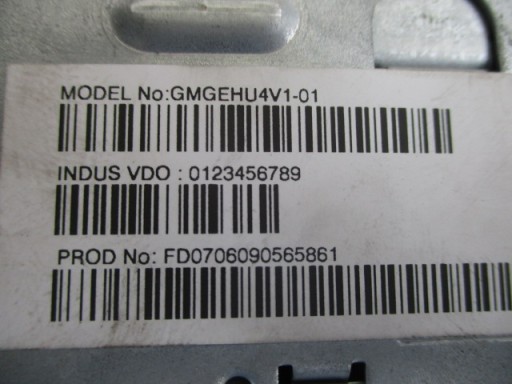 MODEL No:GMGEHU4V1-01
INDUS VDO : 0123456789
PROD No: FD0706090565861